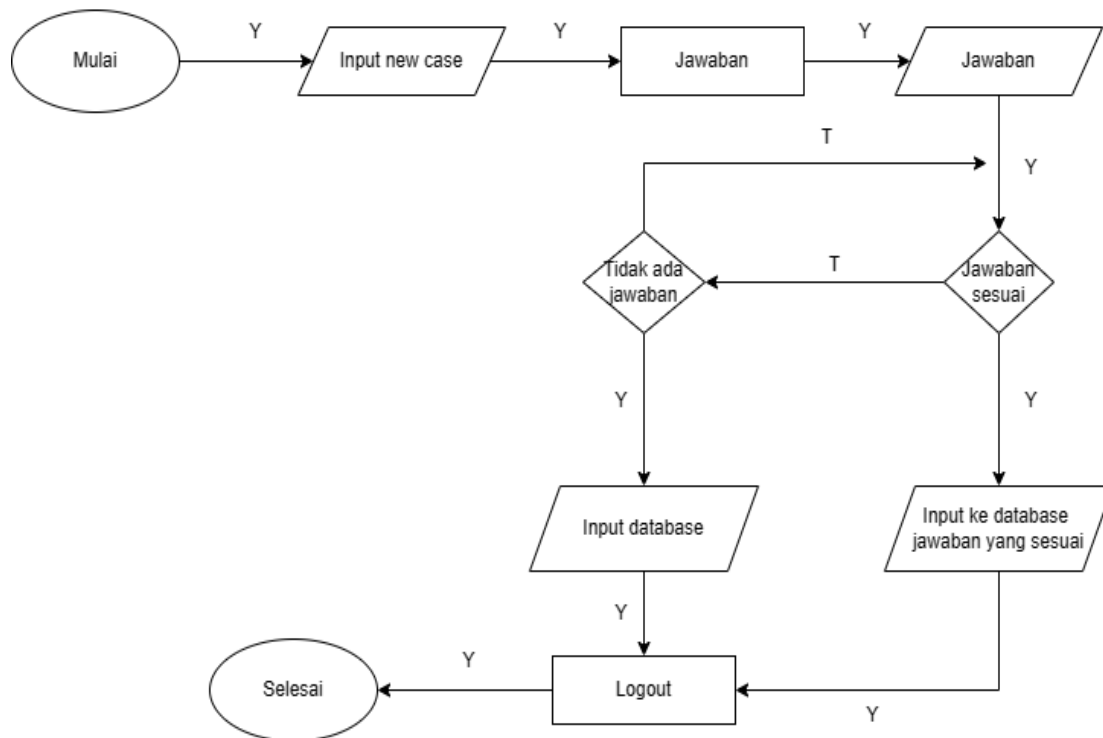 Mulai
Y
Input new case
Y
Jawaban
Y
Jawaban
T
Y
Tidak ada
jawaban
T
Jawaban
sesuai
Y
Y
Input database
Input ke database
jawaban yang sesuai
Y
Selesai
Y
Logout
Y